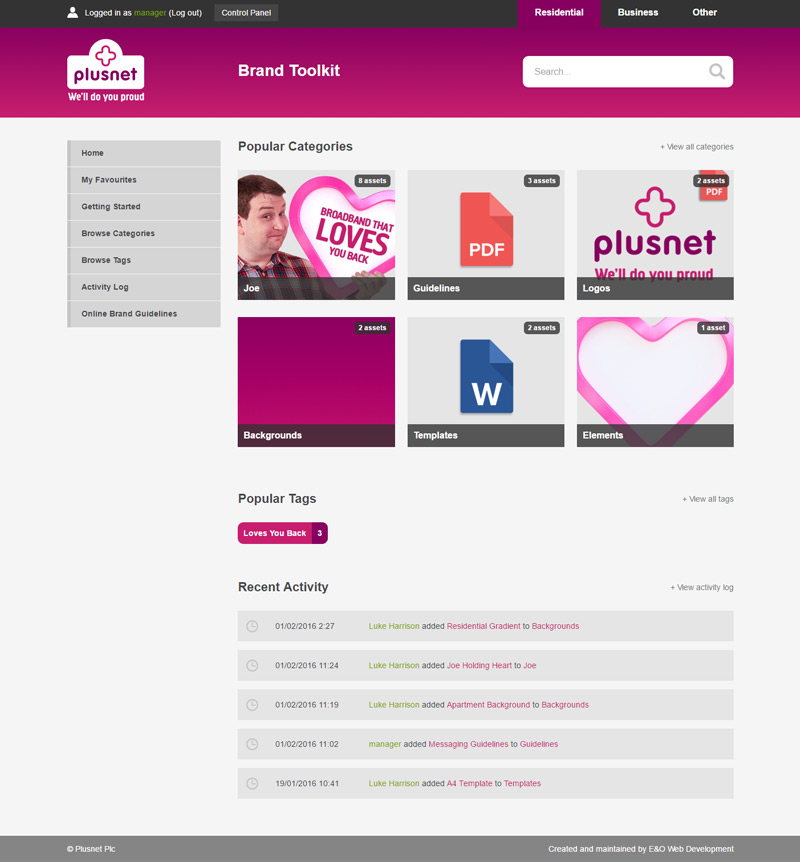 Logged in as manager (Log out) Control Panel Residential Business Other
plusnet
We'll do you proud
Brand Toolkit
Search...
Home
My Favourites
Getting Started
Browse Categories
Browse Tags
Activity Log
Online Brand Guidelines
Popular Categories + View all categories
8 assets
BROADBAND THAT
LOVES
YOU BACK
Joe
3 assets
PDF
Guidelines
2 assets
PDF
plusnet
We'll do you proud
Logos
2 assets
Backgrounds
2 assets
W
Templates
1 asset
Elements
Popular Tags + View all tags
Loves You Back 3
Recent Activity + View activity log
01/02/2016 2:27 Luke Harrison added Residential Gradient to Backgrounds
01/02/2016 11:24 Luke Harrison added Joe Holding Heart to Joe
01/02/2016 11:19 Luke Harrison added Apartment Background to Backgrounds
01/02/2016 11:02 manager added Messaging Guidelines to Guidelines
19/01/2016 10:41 Luke Harrison added A4 Template to Templates
© Plusnet Plc Created and maintained by E&O Web Development